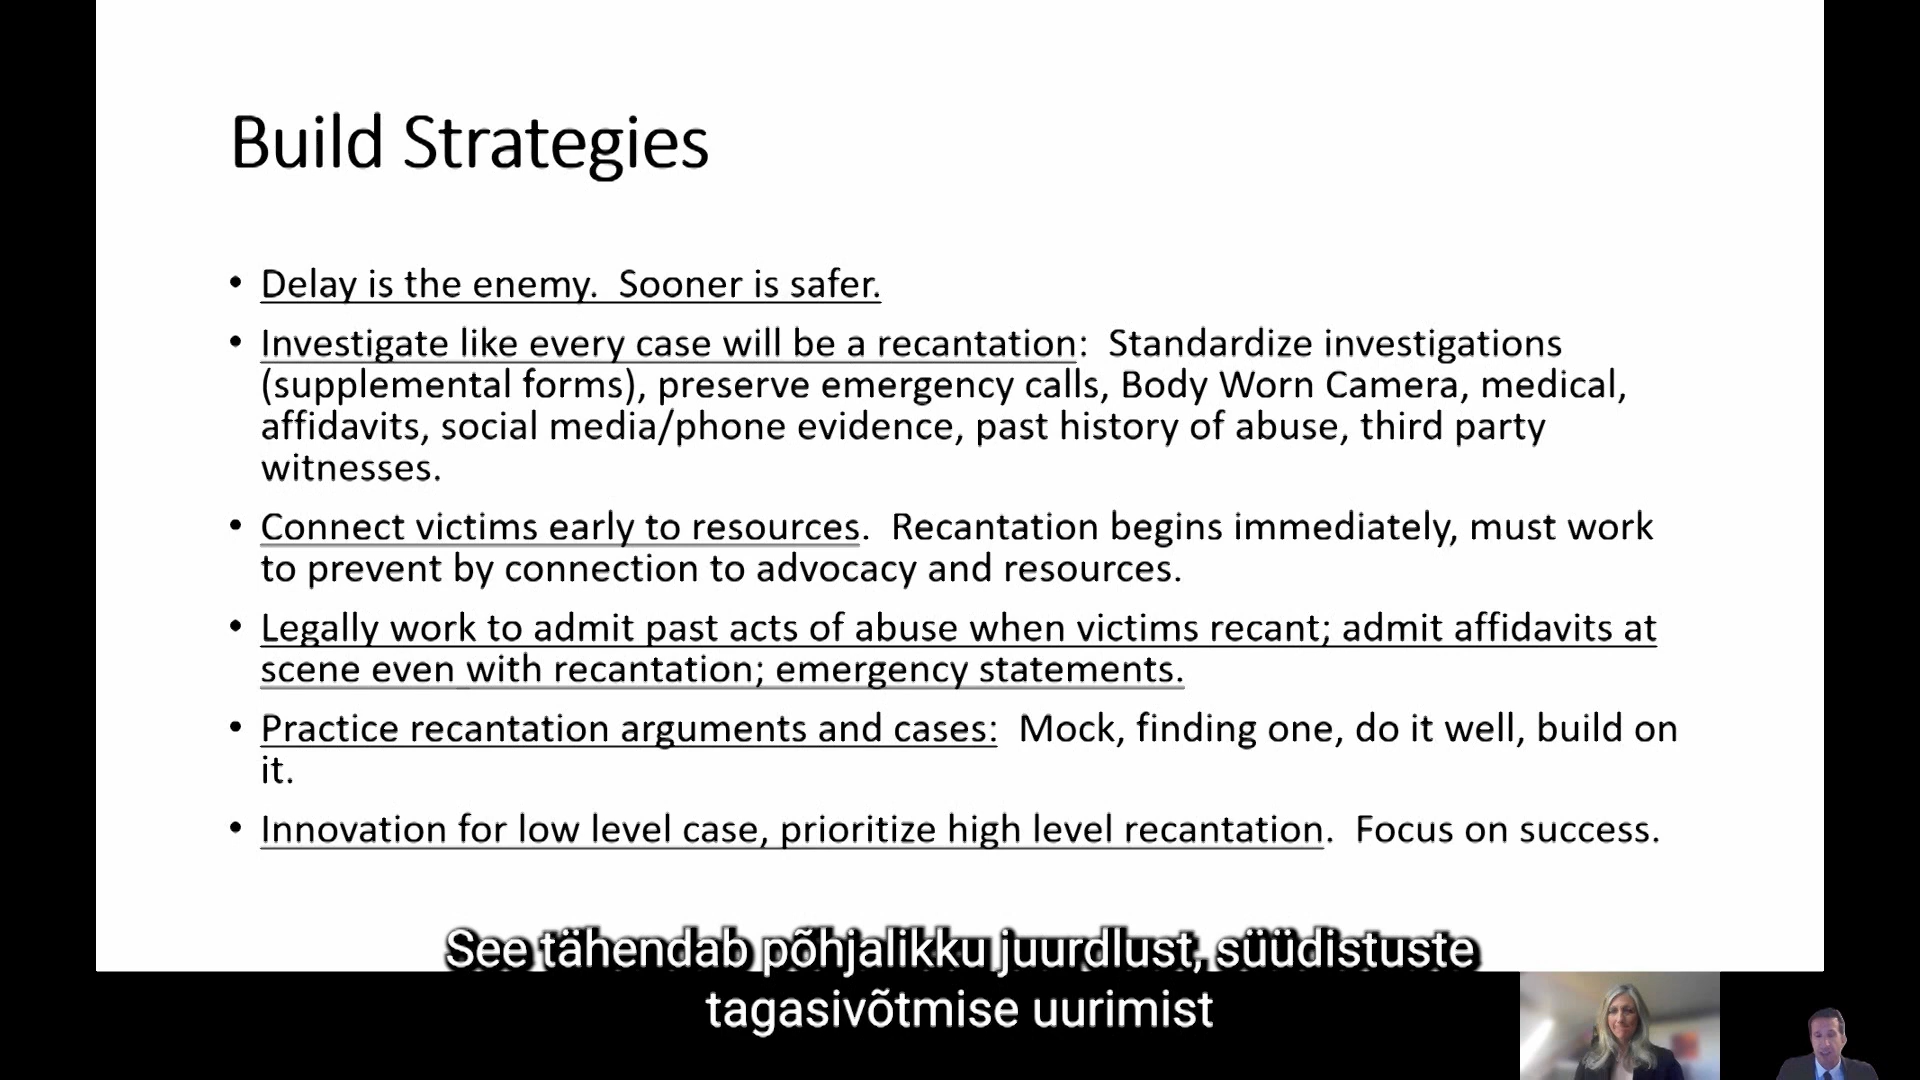 Build Strategies
• Delay is the enemy.  Sooner is safer.
• Investigate like every case will be a recantation:  Standardize investigations
(supplemental forms), preserve emergency calls, Body Worn Camera, medical,
affidavits, social media/phone evidence, past history of abuse, third party
witnesses.
• Connect victims early to resources.  Recantation begins immediately, must work
to prevent by connection to advocacy and resources.
• Legally work to admit past acts of abuse when victims recant; admit affidavits at
scene even with recantation; emergency statements.
• Practice recantation arguments and cases:  Mock, finding one, do it well, build on
it.
• Innovation for low level case, prioritize high level recantation.  Focus on success.
See tähendab põhjalikku juurdlust, süüdistuste
tagasivõtmise uurimist